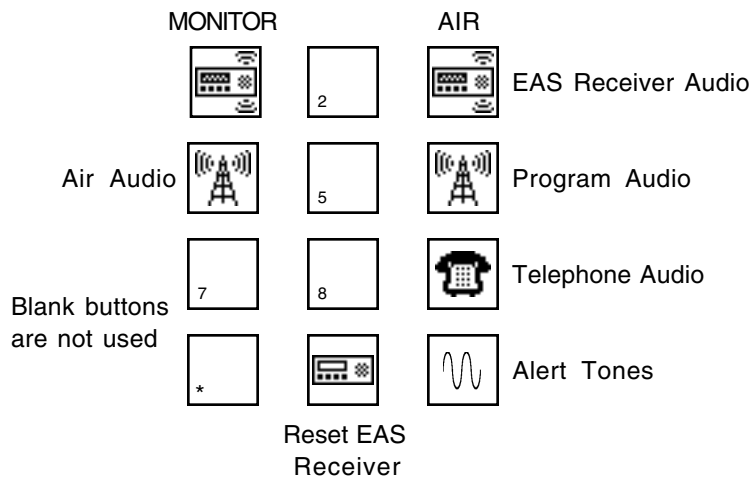 MONITOR AIR
2 EAS Receiver Audio
Air Audio 5 Program Audio
7 8 Telephone Audio
Blank buttons
are not used
* Alert Tones
Reset EAS
Receiver